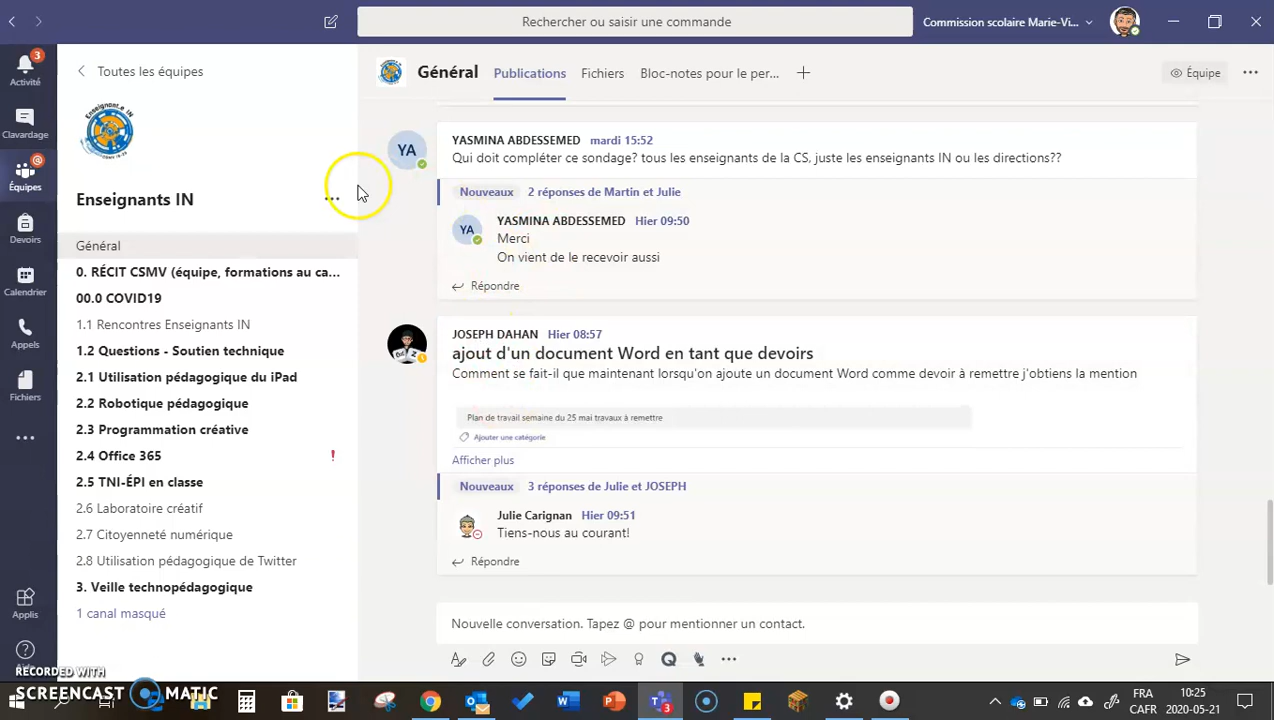 Rechercher ou saisir une commande
Commission scolaire Marie-Vi...
3
Activité
Clavardage
Équipes
Devoirs
Calendrier
Appels
Fichiers
Applis
Toutes les équipes
Enseignant.e IN
Enseignants IN
Général
0. RÉCIT CSMV (équipe, formations au ca...
00.0 COVID19
1.1 Rencontres Enseignants IN
1.2 Questions - Soutien technique
2.1 Utilisation pédagogique du iPad
2.2 Robotique pédagogique
2.3 Programmation créative
2.4 Office 365 !
2.5 TNI-ÉPI en classe
2.6 Laboratoire créatif
2.7 Citoyenneté numérique
2.8 Utilisation pédagogique de Twitter
3. Veille technopédagogique
1 canal masqué
Général Publications Fichiers Bloc-notes pour le per...
Équipe
YA
YASMINA ABDESSEMED mardi 15:52
Qui doit compléter ce sondage? tous les enseignants de la CS, juste les enseignants IN ou les directions??
Nouveaux 2 réponses de Martin et Julie
YA
YASMINA ABDESSEMED Hier 09:50
Merci
On vient de le recevoir aussi
Répondre
JOSEPH DAHAN Hier 08:57
ajout d'un document Word en tant que devoirs
Comment se fait-il que maintenant lorsqu'on ajoute un document Word comme devoir à remettre j'obtiens la mention
Plan de travail semaine du 25 mai travaux à remettre
Ajouter une catégorie
Afficher plus
Nouveaux 3 réponses de Julie et JOSEPH
Julie Carignan Hier 09:51
Tiens-nous au courant!
Répondre
Nouvelle conversation. Tapez @ pour mentionner un contact.
RECORDED WITH
SCREENCAST MATIC
FRA
CAFR
10:25
2020-05-21